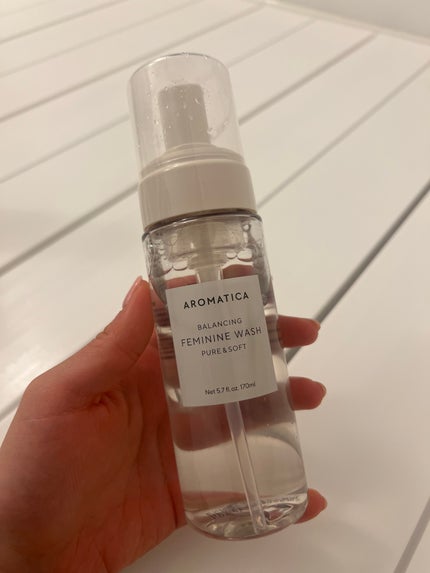 AROMATICA
BALANCING
FEMININE WASH
PURE & SOFT
Net 5.7 fl.oz. 170ml